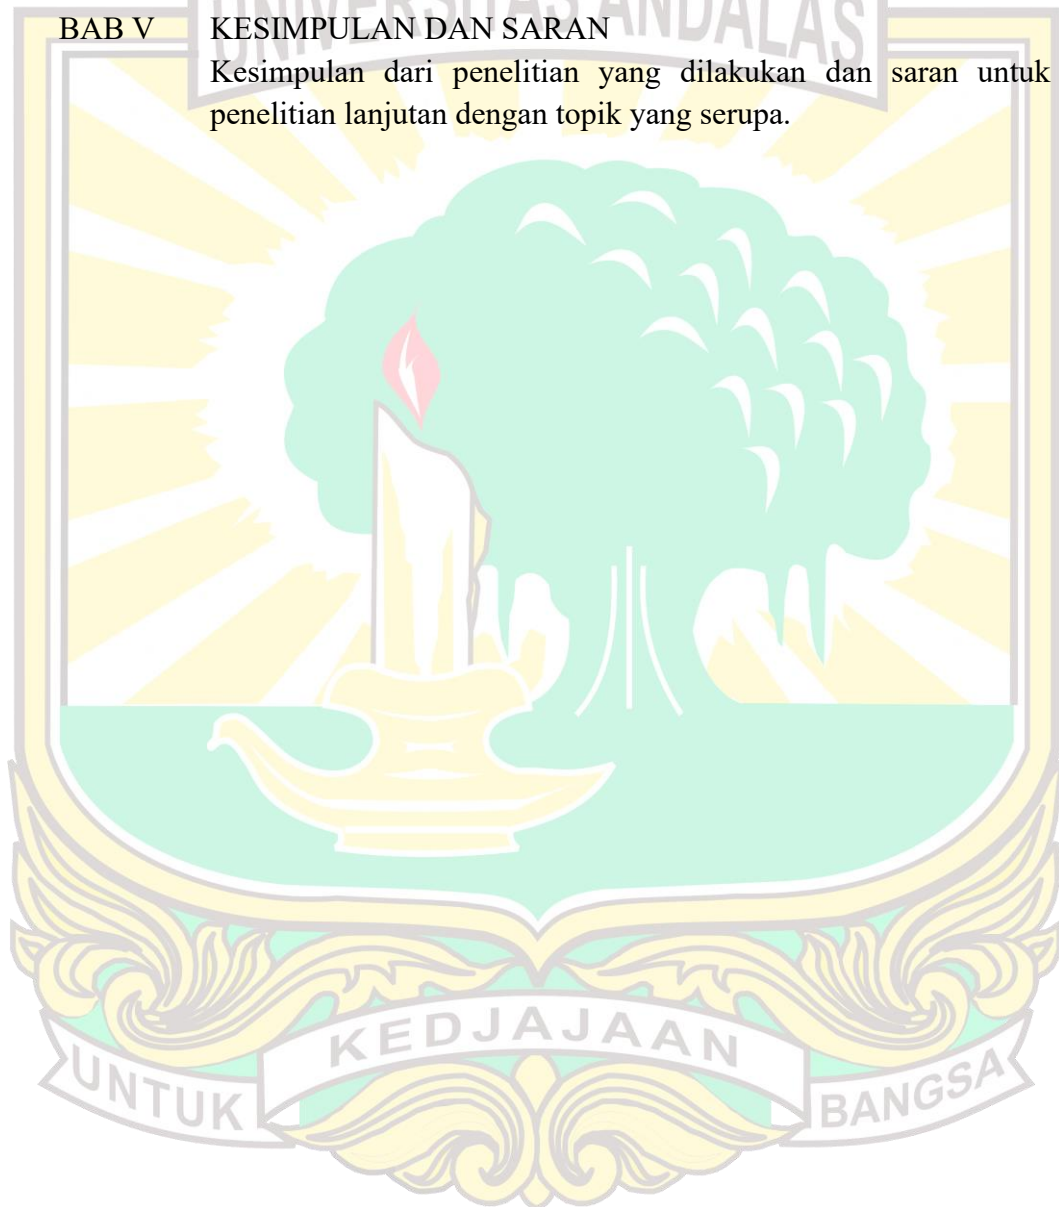 UNIVERSITAS ANDALAS
BAB V KESIMPULAN DAN SARAN
Kesimpulan dari penelitian yang dilakukan dan saran untuk
penelitian lanjutan dengan topik yang serupa.
KEDJAJAAN
UNTUK
BANGSA